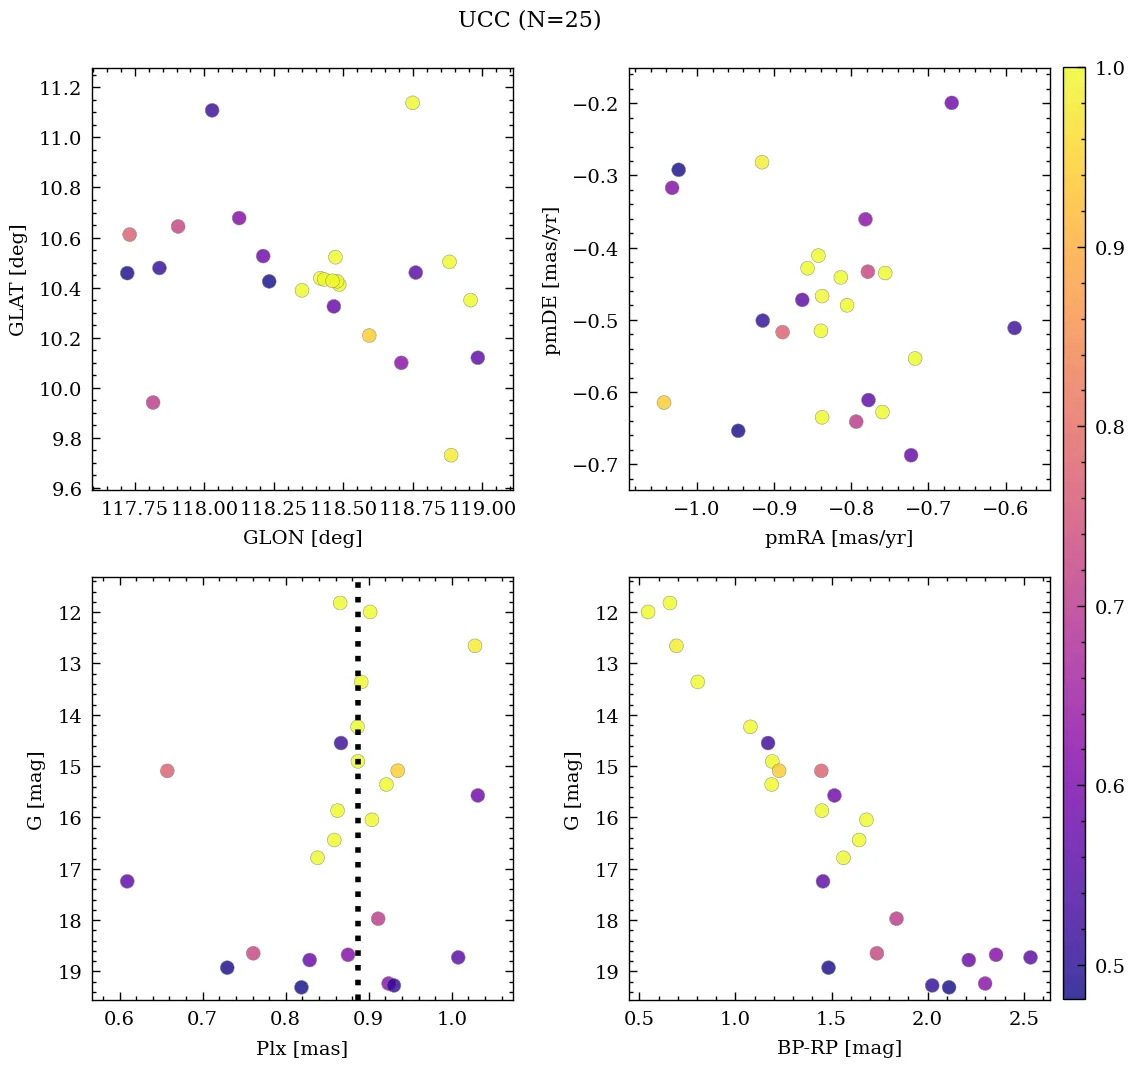 UCC (N=25)
11.2
11.0
10.8
10.6
10.4
10.2
10.0
9.8
9.6
GLAT [deg]
117.75 118.00 118.25 118.50 118.75 119.00
GLON [deg]
−0.2
−0.3
−0.4
−0.5
−0.6
−0.7
pmDE [mas/yr]
−1.0 −0.9 −0.8 −0.7 −0.6
pmRA [mas/yr]
12
13
14
15
16
17
18
19
G [mag]
0.6 0.7 0.8 0.9 1.0
Plx [mas]
12
13
14
15
16
17
18
19
G [mag]
0.5 1.0 1.5 2.0 2.5
BP-RP [mag]
1.0
0.9
0.8
0.7
0.6
0.5